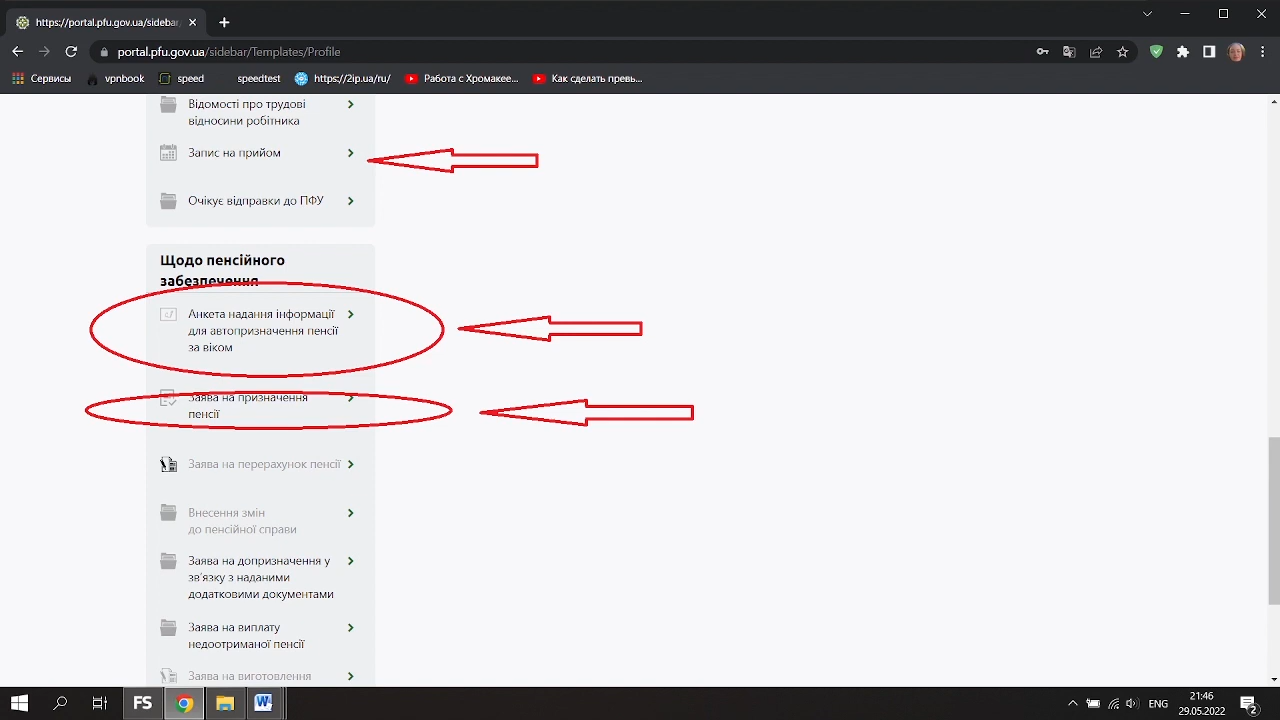 https://portal.pfu.gov.ua/sidebar
portal.pfu.gov.ua/sidebar/Templates/Profile
Сервисы vpnbook speed speedtest https://2ip.ua/ru/ Работа с Хромакее... Как сделать превь...
Відомості про трудові
відносини робітника
Запис на прийом
Очікує відправки до ПФУ
Щодо пенсійного
забезпечення
Анкета надання інформації
для автопризначення пенсії
за віком
Заява на призначення
пенсії
Заява на перерахунок пенсії
Внесення змін
до пенсійної справи
Заява на допризначення у
зв'язку з наданими
додатковими документами
Заява на виплату
недоотриманої пенсії
Заява на виготовлення
FS
W
ENG
21:46
29.05.2022
2